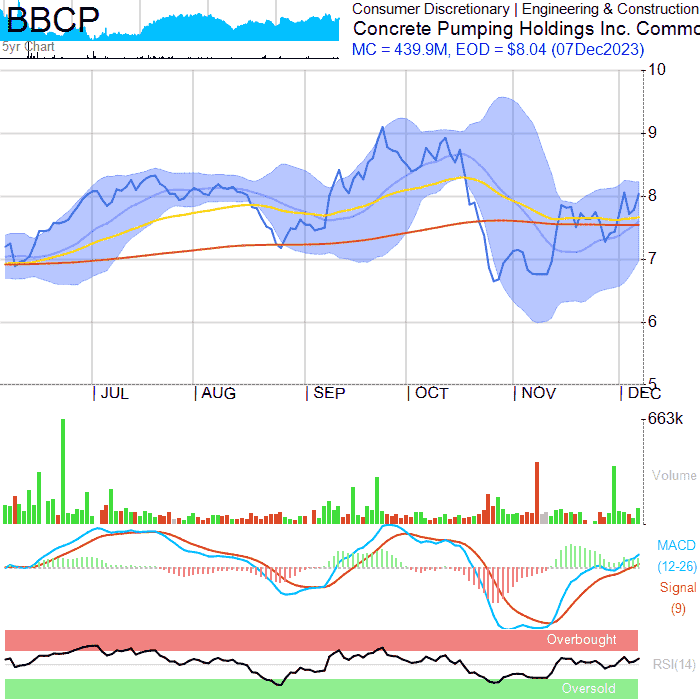 BBCP
5yr Chart
Consumer Discretionary | Engineering & Construction
Concrete Pumping Holdings Inc. Commo
MC = 439.9M, EOD = $8.04 (07Dec2023)
10
9
8
7
6
5
JUL
AUG
SEP
OCT
NOV
DEC
663k
Volume
MACD
(12-26)
Signal
(9)
Overbought
RSI(14)
Oversold